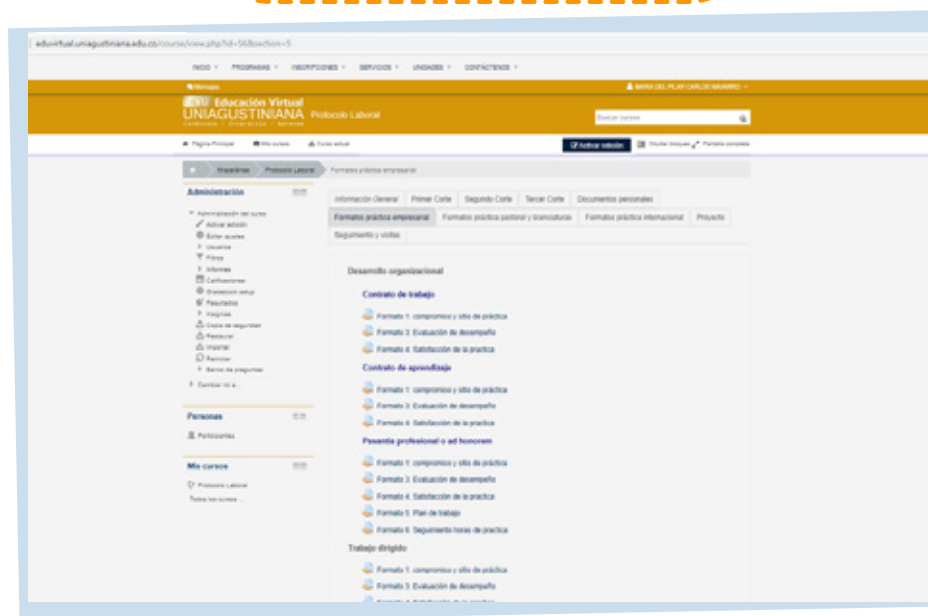 eduvirtual.uniagustiniana.edu.co/course/view.php?id=56&section=5
INICIO PROGRAMAS INSCRIPCIONES SERVICIOS UNIDADES CONTÁCTENOS
Mensajes MARÍA DEL PILAR
EVU Educación Virtual
UNIAGUSTINIANA Protocolo Laboral
Buscar cursos
Página Principal Mis cursos Curso actual Activar edición Ocultar bloques Pantalla completa
Miscelánea Protocolo Laboral Formatos práctica empresarial
Administración
Administración del curso
Activar edición
Editar ajustes
Usuarios
Filtros
Informes
Calificaciones
Gradebook setup
Resultados
Insignias
Copia de seguridad
Restaurar
Importar
Reiniciar
Banco de preguntas
Cambiar rol a...
Personas
Participantes
Mis cursos
Protocolo Laboral
Todos los cursos ...
Información General Primer Corte Segundo Corte Tercer Corte Documentos personales
Formatos práctica empresarial Formatos práctica pastoral y licenciaturas Formatos práctica internacional Proyecto
Seguimiento y visitas
Desarrollo organizacional
Contrato de trabajo
Formato 1: compromiso y sitio de práctica
Formato 3: Evaluación de desempeño
Formato 4: Satisfacción de la practica
Contrato de aprendizaje
Formato 1: compromiso y sitio de práctica
Formato 3: Evaluación de desempeño
Formato 4: Satisfacción de la practica
Pasantía profesional o ad honorem
Formato 1: compromiso y sitio de práctica
Formato 3: Evaluación de desempeño
Formato 4: Satisfacción de la practica
Formato 5: Plan de trabajo
Formato 6: Seguimiento horas de practica
Trabajo dirigido
Formato 1: compromiso y sitio de práctica
Formato 3: Evaluación de desempeño
Formato 4: Satisfacción de la practica